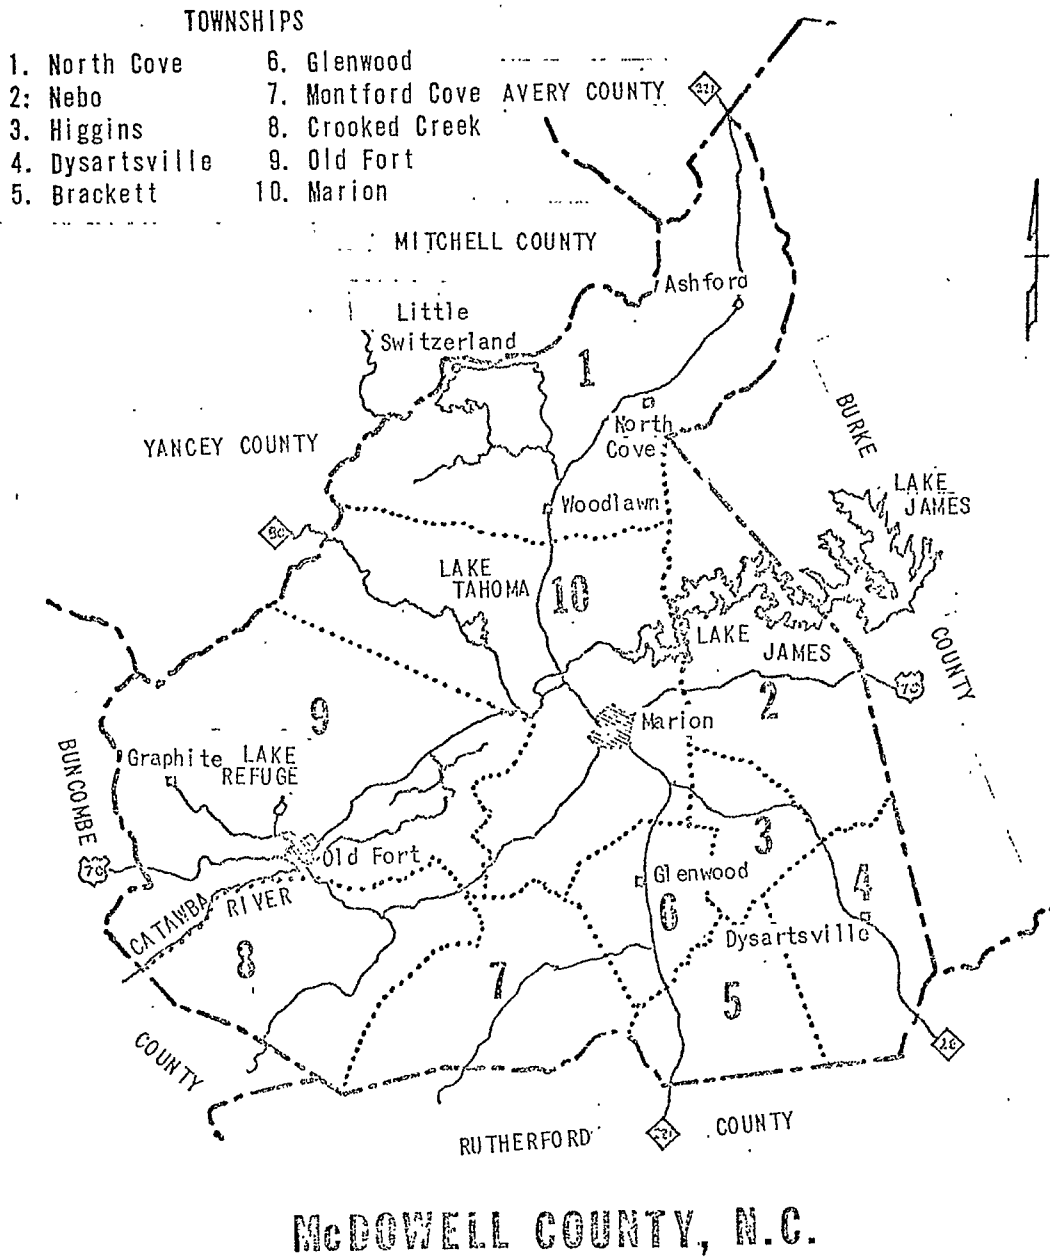 TOWNSHIPS
1. North Cove
2: Nebo
3. Higgins
4. Dysartsville
5. Brackett
6. Glenwood
7. Montford Cove
8. Crooked Creek
9. Old Fort
10. Marion
AVERY COUNTY
221
MITCHELL COUNTY
Ashford
Little
Switzerland
1
North
Cove
BURKE
YANCEY COUNTY
LAKE
JAMES
Woodlawn
80
LAKE
TAHOMA
10
LAKE
JAMES
COUNTY
70
2
9
Marion
BUNCOMBE
Graphite
LAKE
REFUGE
3
Old Fort
70
Glenwood
4
6
CATAWBA
RIVER
Dysartsville
8
7
5
COUNTY
RUTHERFORD
221
COUNTY
McDOWELL COUNTY, N.C.